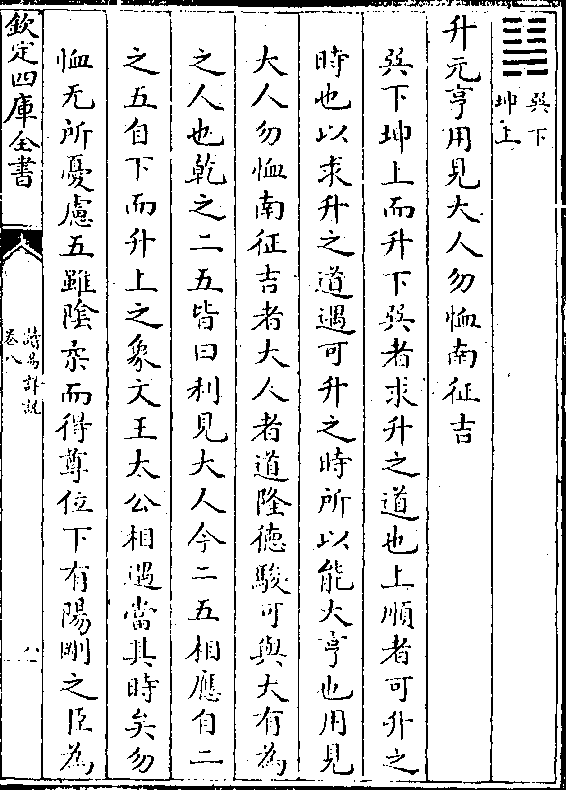 ䷭
巽下
坤上
升元亨用見大人勿恤南征吉
巽下坤上而升下巽者求升之道也上順者可升之
時也以求升之道遇可升之時所以能大亨也用見
大人勿恤南征吉者大人者道隆德駿可與大有為
之人也乾之二五皆曰利見大人今二五相應自二
之五自下而升上之象文王太公相遇當其時矣勿
恤无所憂慮五雖陰柔而得尊位下有陽剛之臣為
欽定四庫全書
讀易詳說
卷八
八